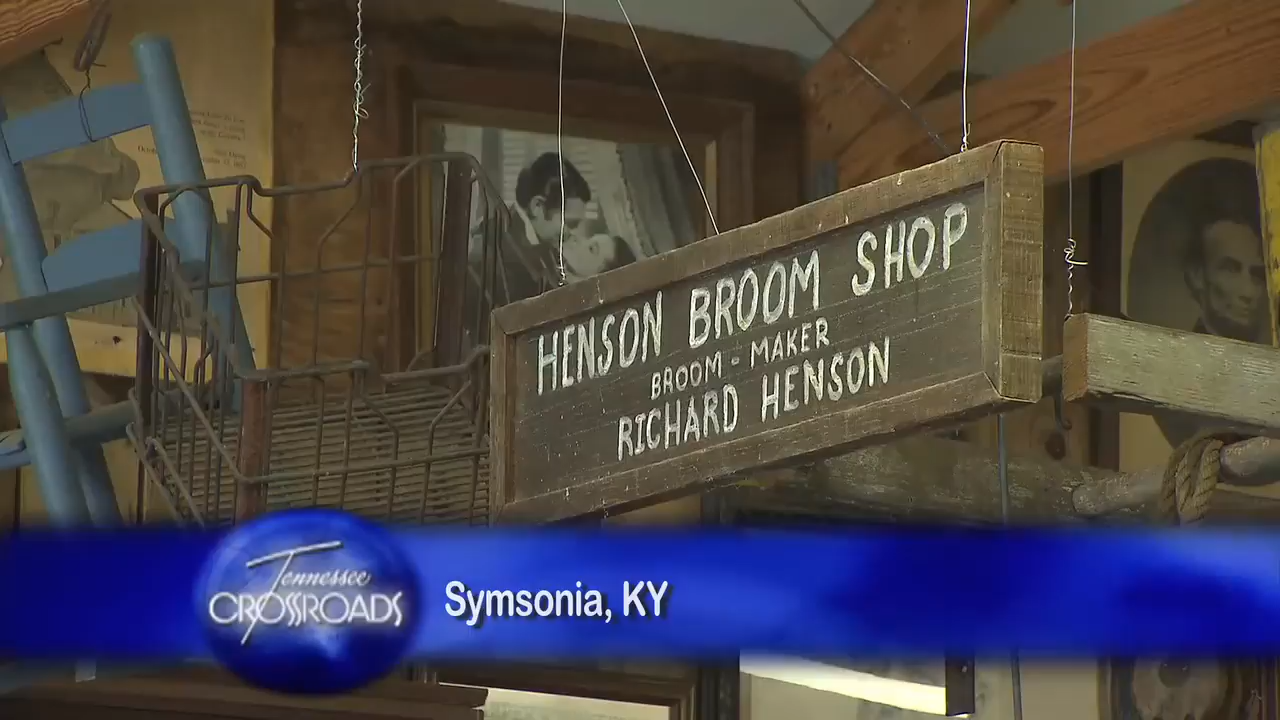 HENSON BROOM SHOP
BROOM - MAKER
RICHARD HENSON
Tennessee
CROSSROADS
Symsonia, KY